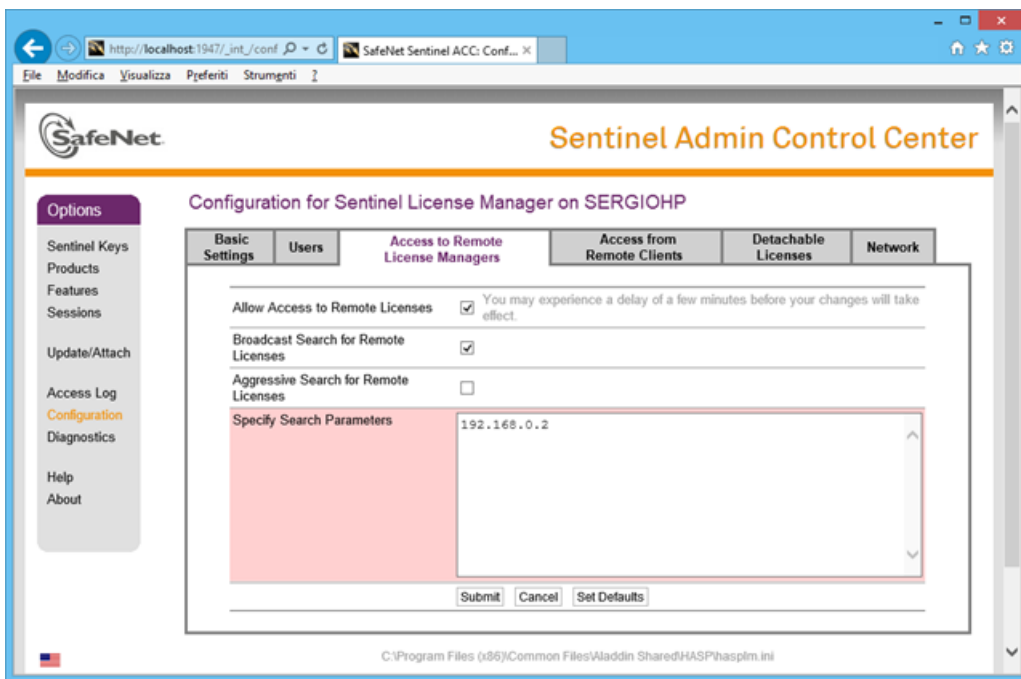 http://localhost:1947/_int_/conf
SafeNet Sentinel ACC: Conf...
File Modifica Visualizza Preferiti Strumenti ?
SafeNet.
Sentinel Admin Control Center
Options
Sentinel Keys
Products
Features
Sessions
Update/Attach
Access Log
Configuration
Diagnostics
Help
About
Configuration for Sentinel License Manager on SERGIOHP
Basic
Settings
Users
Access to Remote
License Managers
Access from
Remote Clients
Detachable
Licenses
Network
Allow Access to Remote Licenses
You may experience a delay of a few minutes before your changes will take
effect.
Broadcast Search for Remote
Licenses
Aggressive Search for Remote
Licenses
Specify Search Parameters
192.168.0.2
Submit Cancel Set Defaults
C:\Program Files (x86)\Common Files\Aladdin Shared\HASP\hasplm.ini